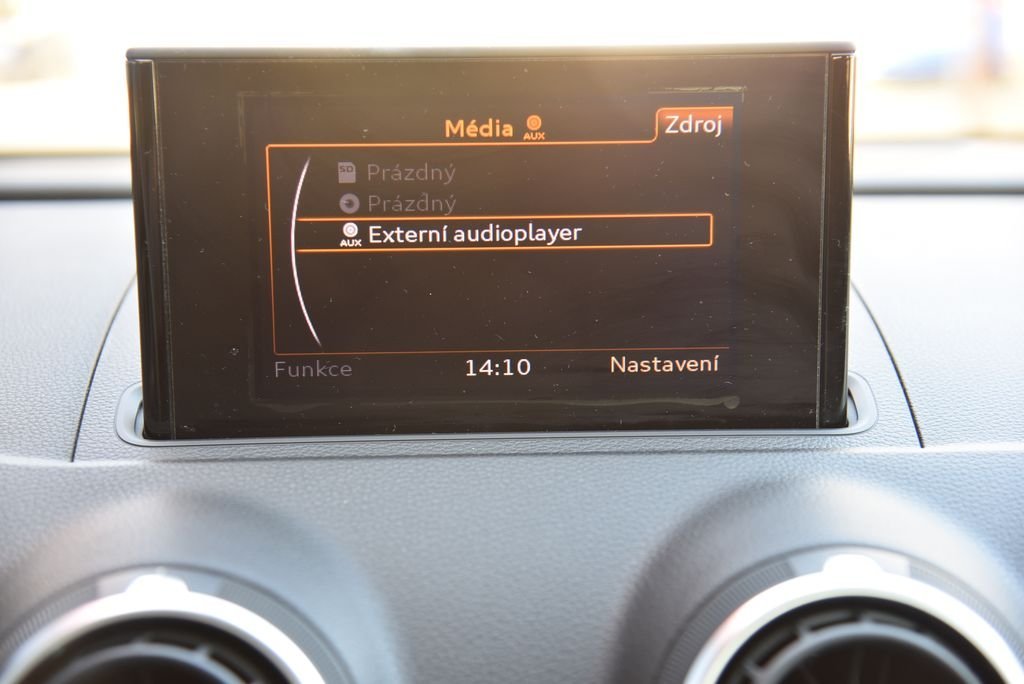 Média AUX
Zdroj
SD Prázdný
Prázdný
AUX Externí audioplayer
Funkce 14:10 Nastavení